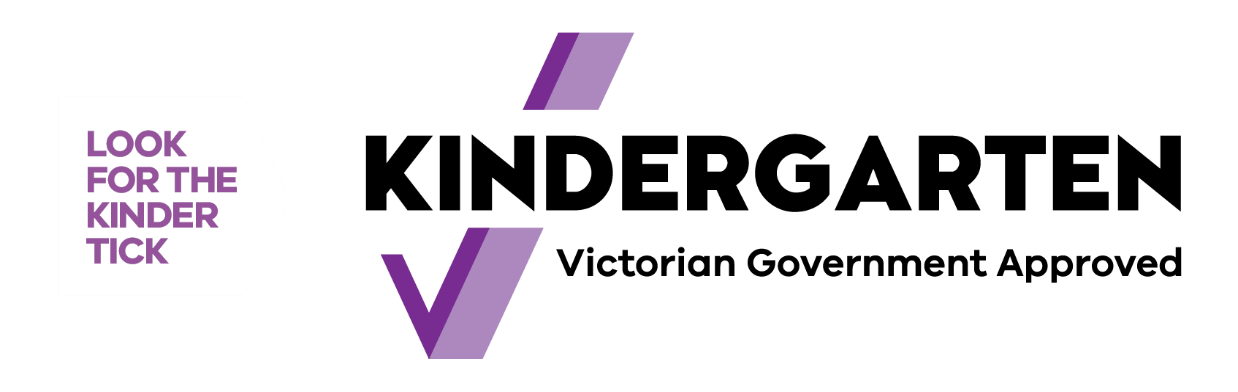 LOOK
FOR THE
KINDER
TICK
KINDERGARTEN
Victorian Government Approved